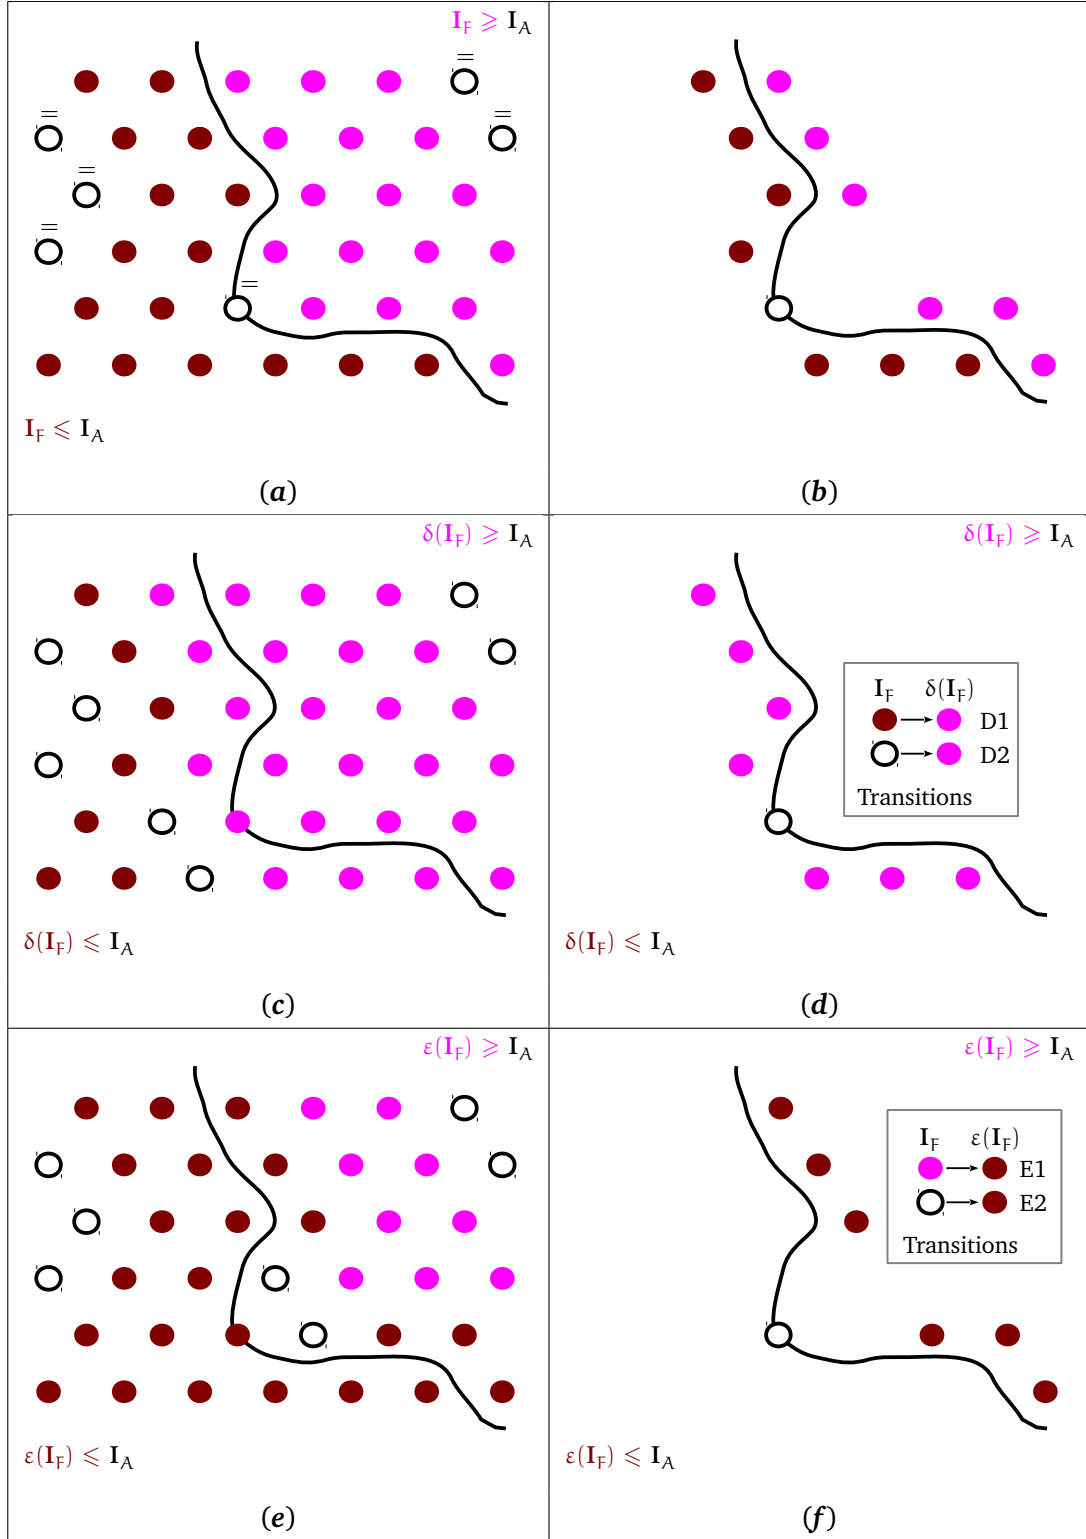 I_F ⩾ I_A
=
= =
=
=
=
I_F ⩽ I_A
(a)
(b)
δ(I_F) ⩾ I_A
δ(I_F) ⩽ I_A
(c)
δ(I_F) ⩾ I_A
I_F δ(I_F)
D1
D2
Transitions
δ(I_F) ⩽ I_A
(d)
ε(I_F) ⩾ I_A
ε(I_F) ⩽ I_A
(e)
ε(I_F) ⩾ I_A
I_F ε(I_F)
E1
E2
Transitions
ε(I_F) ⩽ I_A
(f)